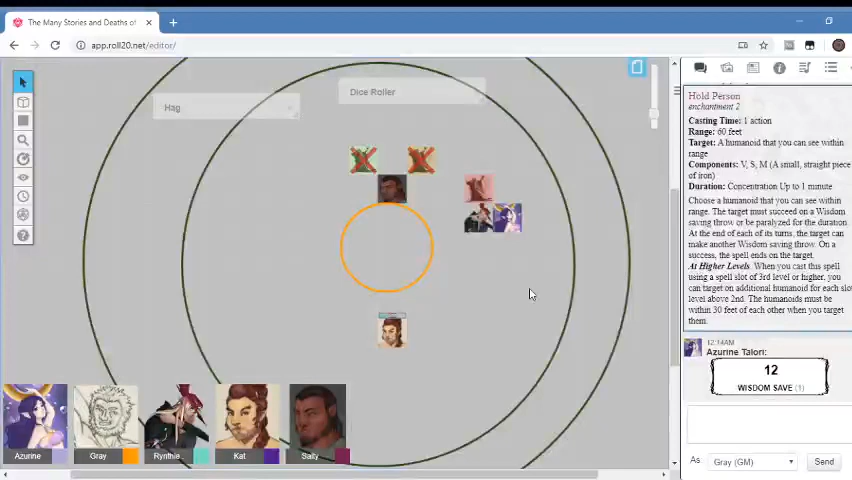 The Many Stories and Deaths of
app.roll20.net/editor/
Hag
Dice Roller
Azurine
Gray
Rynthie..
Kat
Salty
Hold Person
enchantment 2
Casting Time: 1 action
Range: 60 feet
Target: A humanoid that you can see within
range
Components: V, S, M (A small, straight piece
of iron)
Duration: Concentration Up to 1 minute
Choose a humanoid that you can see within
range. The target must succeed on a Wisdom
saving throw or be paralyzed for the duration.
At the end of each of its turns, the target can
make another Wisdom saving throw. On a
success, the spell ends on the target.
At Higher Levels. When you cast this spell
using a spell slot of 3rd level or higher, you
can target on additional humanoid for each slot
level above 2nd. The humanoids must be
within 30 feet of each other when you target
them.
12:14AM
Azurine Talori:
12
WISDOM SAVE (1)
As:
Gray (GM)
Send